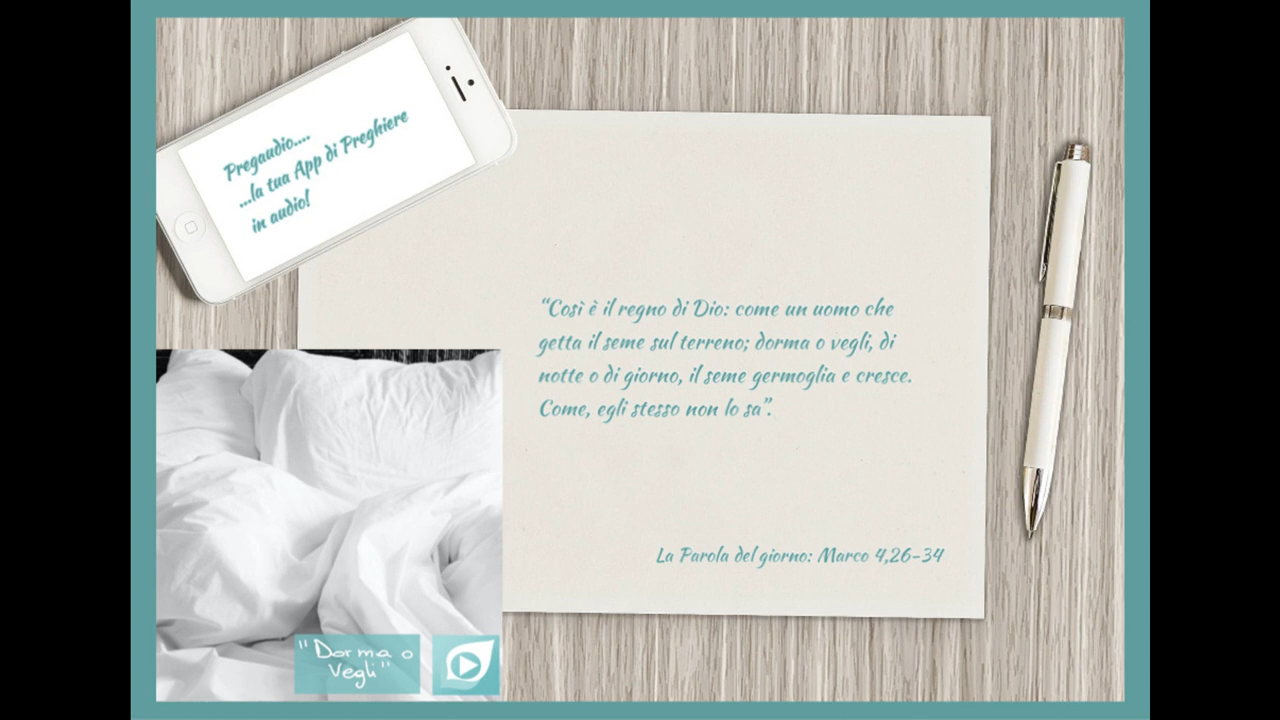 Pregaudio....
...la tua App di Preghiere
in audio!
“Così è il regno di Dio: come un uomo che
getta il seme sul terreno; dorma o vegli, di
notte o di giorno, il seme germoglia e cresce.
Come, egli stesso non lo sa”.
La Parola del giorno: Marco 4,26-34
"Dorma o
Vegli"